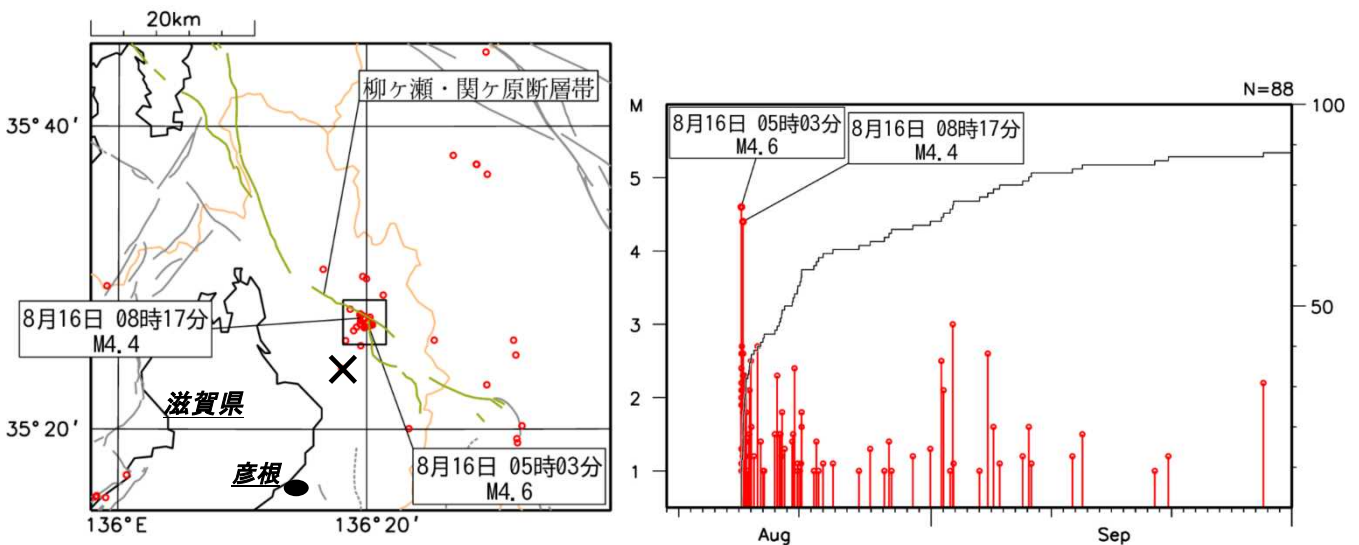 20km
柳ケ瀬・関ケ原断層帯
35°40′
8月16日 08時17分
M4.4
滋賀県
35°20′
8月16日 05時03分
M4.6
彦根
136°E
136°20′
N=88
M
100
8月16日 05時03分
M4.6
8月16日 08時17分
M4.4
5
4
3
50
2
1
Aug
Sep